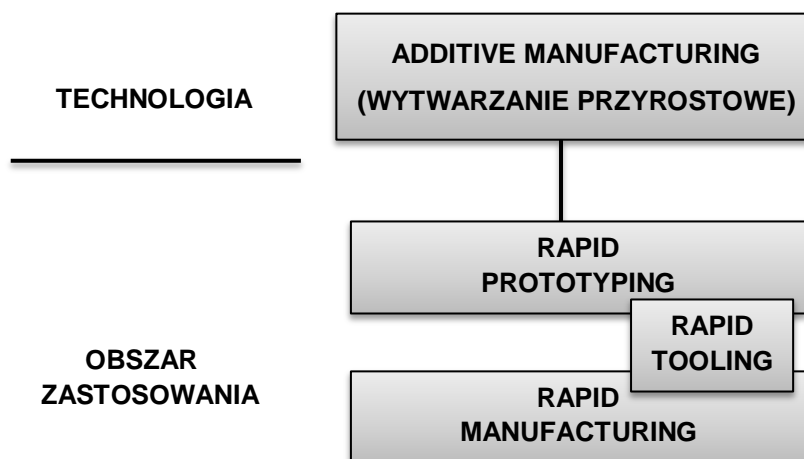 TECHNOLOGIA
ADDITIVE MANUFACTURING
(WYTWARZANIE PRZYROSTOWE)
RAPID
PROTOTYPING
RAPID
TOOLING
OBSZAR
ZASTOSOWANIA
RAPID
MANUFACTURING